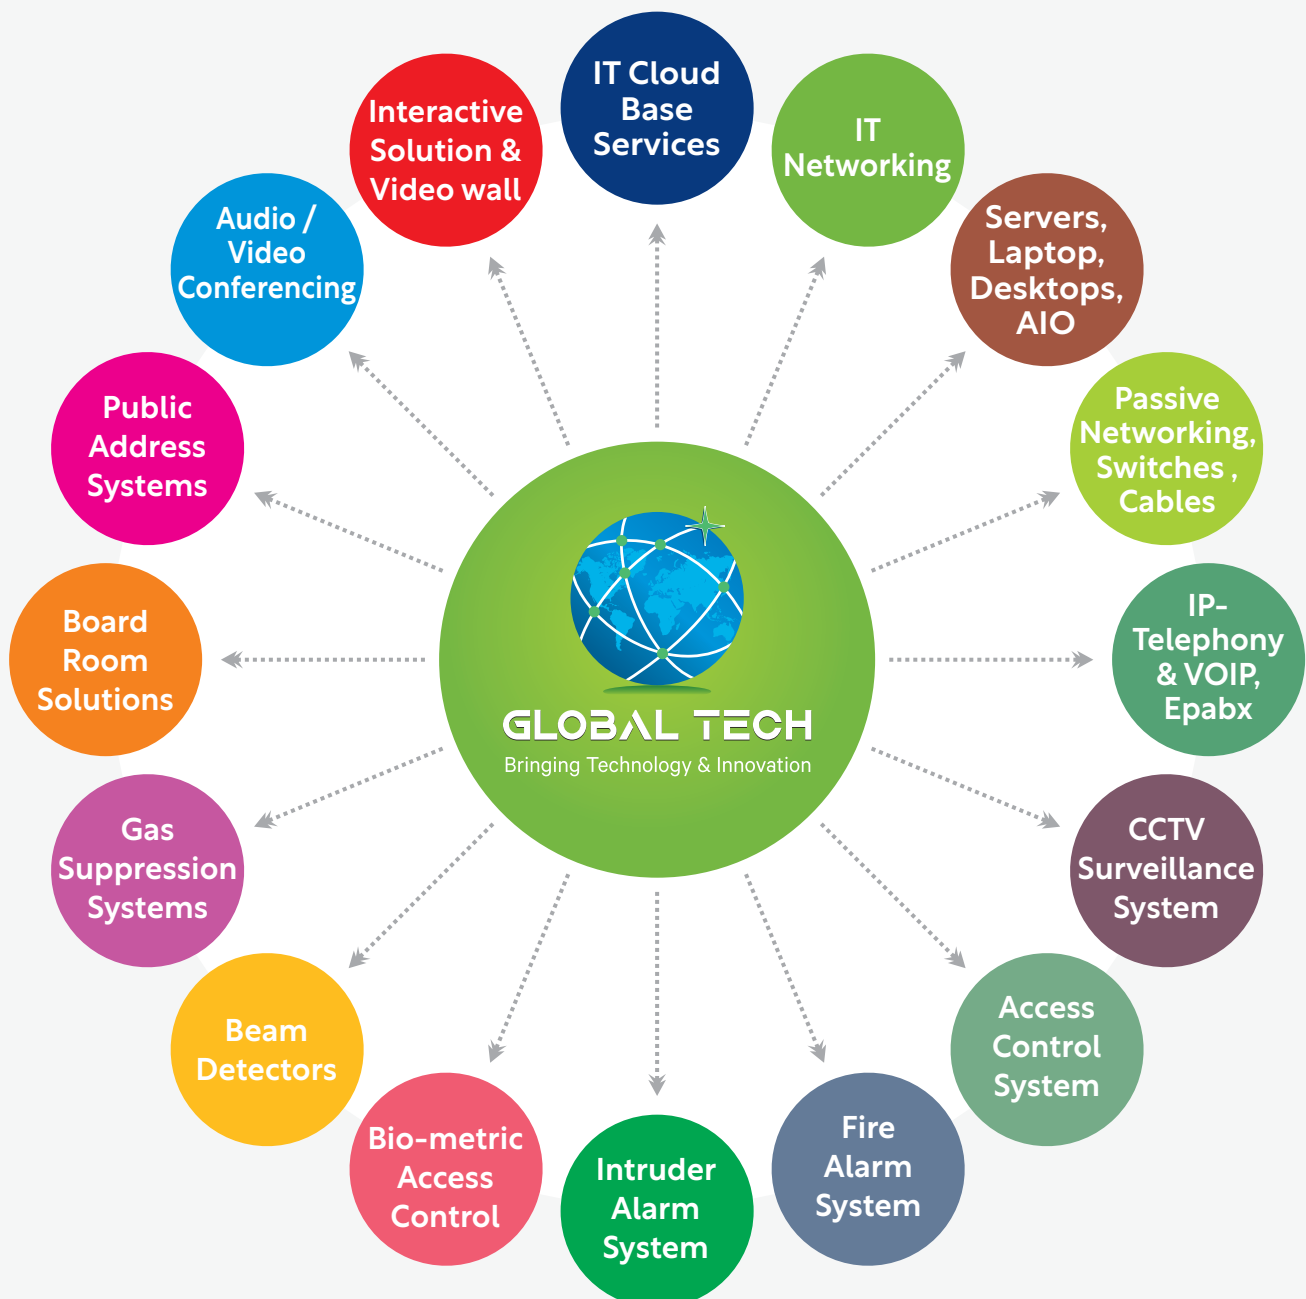 IT Cloud
Base
Services
IT
Networking
Servers,
Laptop,
Desktops,
AIO
Passive
Networking,
Switches ,
Cables
IP-
Telephony
& VOIP,
Epabx
CCTV
Surveillance
System
Access
Control
System
Fire
Alarm
System
Intruder
Alarm
System
Bio-metric
Access
Control
Beam
Detectors
Gas
Suppression
Systems
Board
Room
Solutions
Public
Address
Systems
Audio /
Video
Conferencing
Interactive
Solution &
Video wall
GLOBAL TECH
Bringing Technology & Innovation